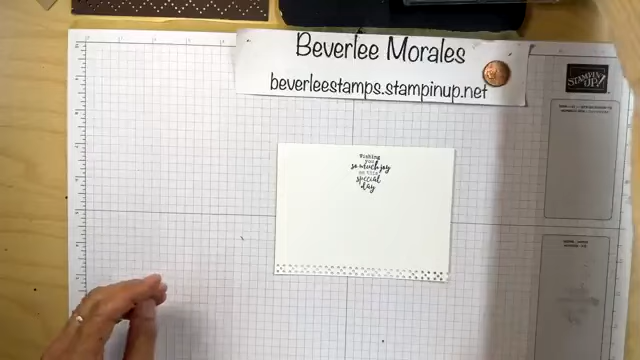 Beverlee Morales
beverleestamps.stampinup.net
STAMPIN' UP!
Wishing
you
so much joy
on this
special
day